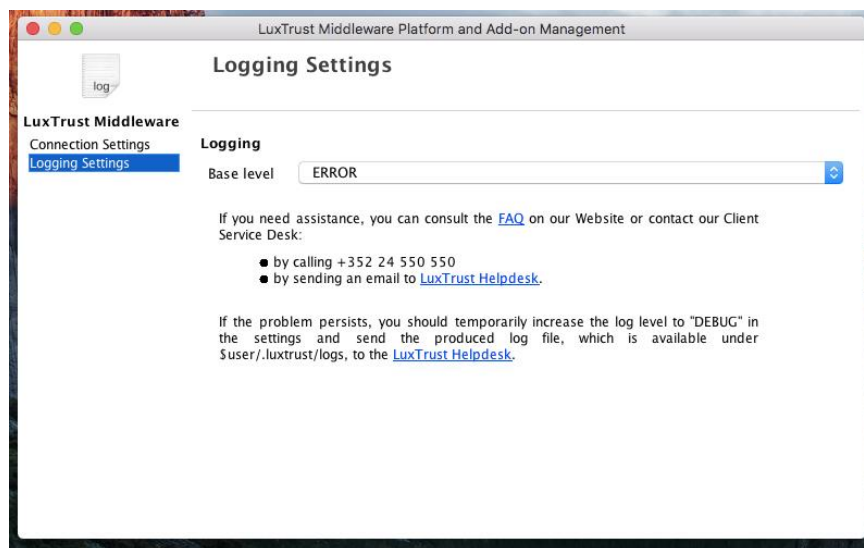 LuxTrust Middleware Platform and Add-on Management
log
Logging Settings
LuxTrust Middleware
Connection Settings
Logging Settings
Logging
Base level ERROR
If you need assistance, you can consult the FAQ on our Website or contact our Client
Service Desk:
● by calling +352 24 550 550
● by sending an email to LuxTrust Helpdesk.
If the problem persists, you should temporarily increase the log level to "DEBUG" in
the settings and send the produced log file, which is available under
$user/.luxtrust/logs, to the LuxTrust Helpdesk.